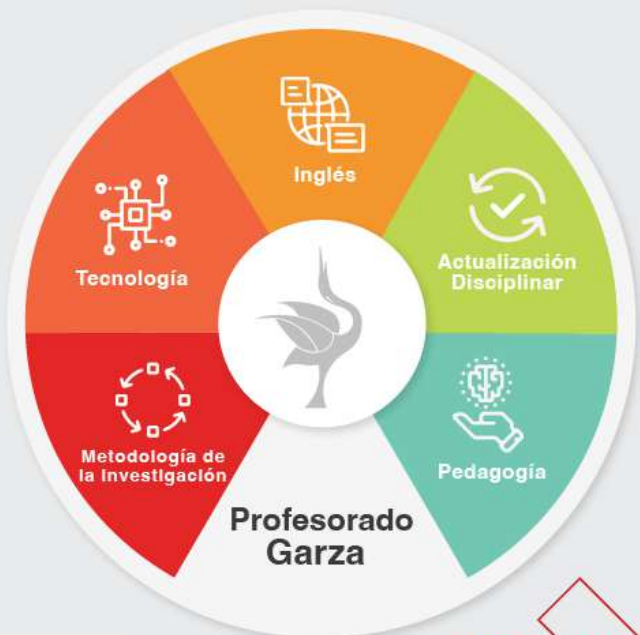 Inglés
Tecnología
Actualización
Disciplinar
Metodología de
la Investigación
Pedagogía
Profesorado
Garza